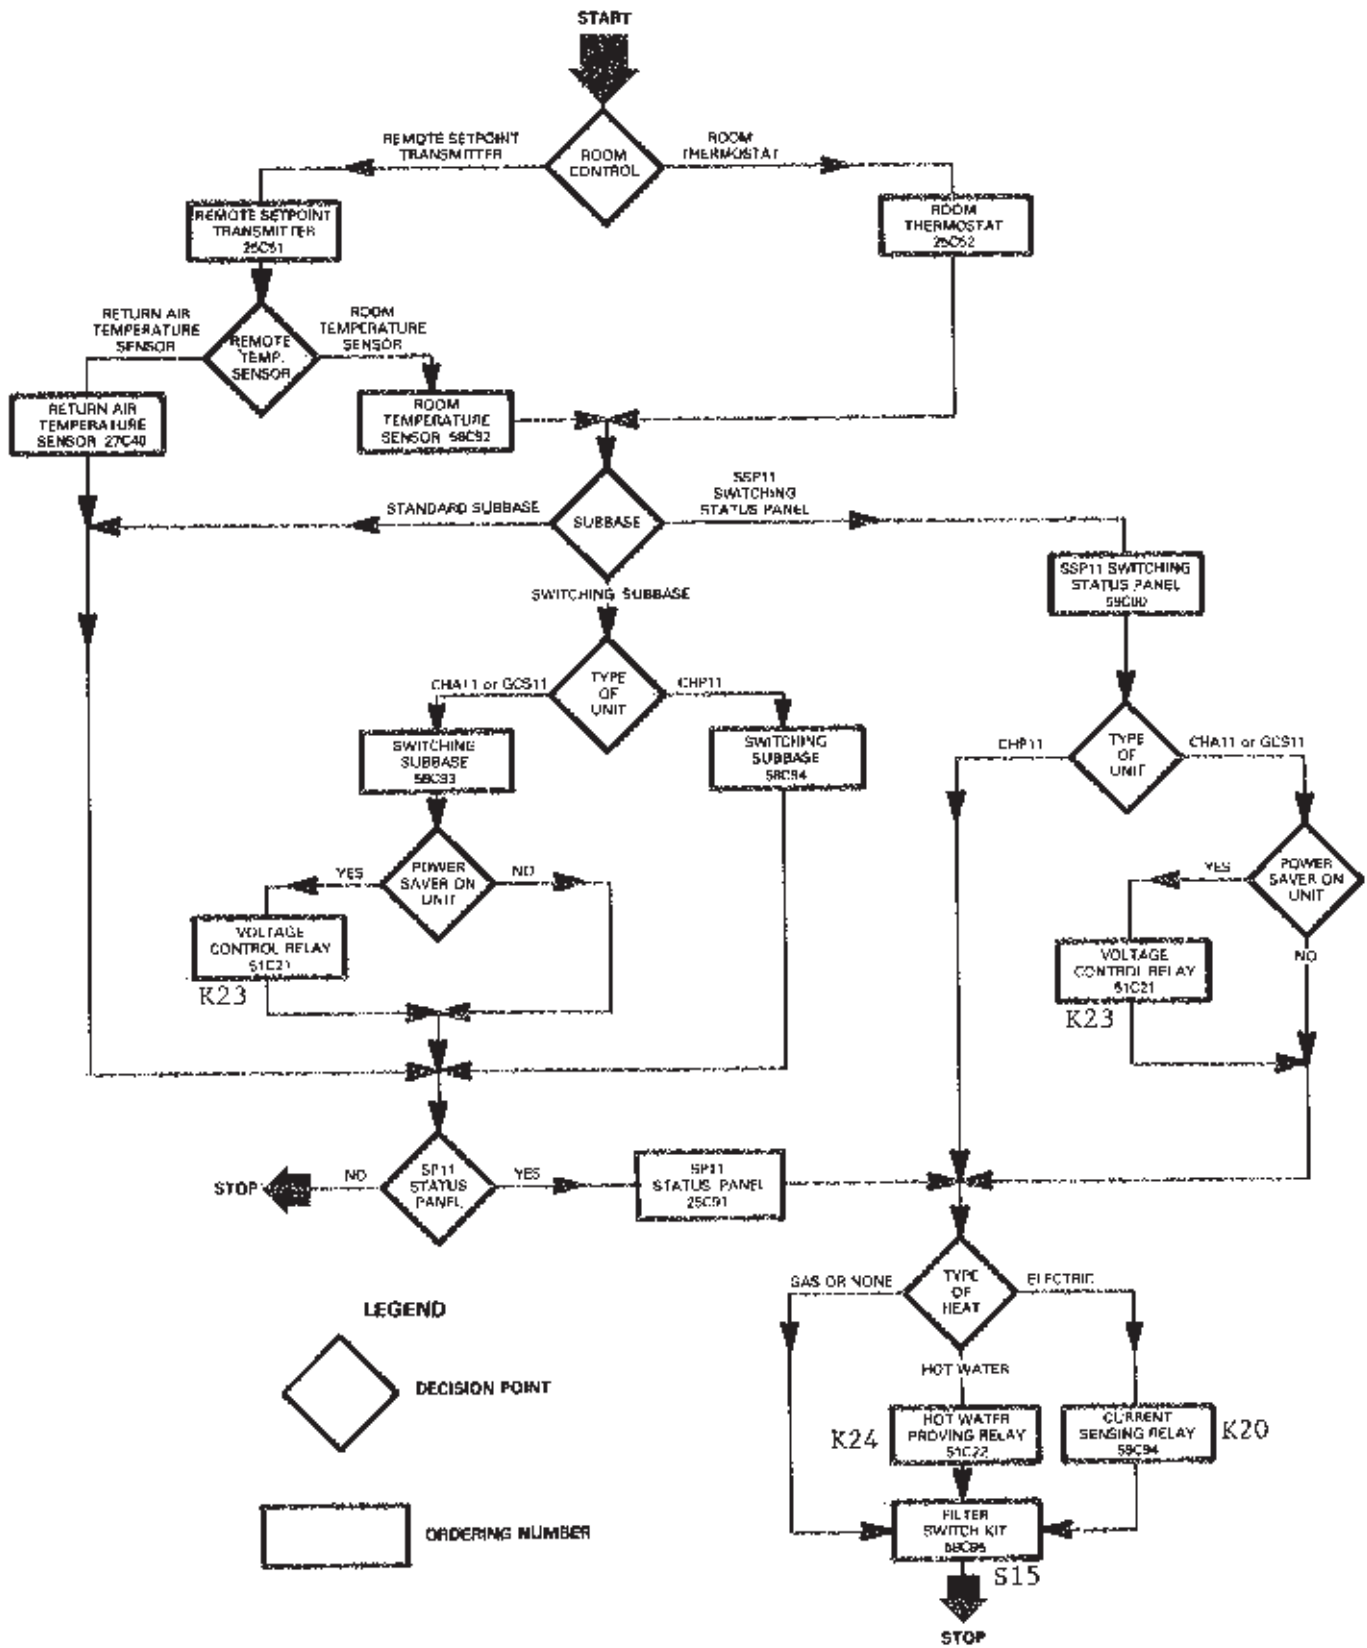 START
REMOTE SETPOINT
TRANSMITTER
ROOM
CONTROL
ROOM
THERMOSTAT
REMOTE SETPOINT
TRANSMITTER
25C51
ROOM
THERMOSTAT
25C52
RETURN AIR
TEMPERATURE
SENSOR
REMOTE
TEMP.
SENSOR
ROOM
TEMPERATURE
SENSOR
RETURN AIR
TEMPERATURE
SENSOR 27C40
ROOM
TEMPERATURE
SENSOR 58C92
STANDARD SUBBASE
SUBBASE
SSP11
SWITCHING
STATUS PANEL
SSP11 SWITCHING
STATUS PANEL
SWITCHING SUBBASE
CHA11 or GCS11
TYPE
OF
UNIT
CHP11
SWITCHING
SUBBASE
58C93
SWITCHING
SUBBASE
58C94
CHP11
TYPE
OF
UNIT
CHA11 or GCS11
YES
POWER
SAVER ON
UNIT
NO
YES
POWER
SAVER ON
UNIT
NO
VOLTAGE
CONTROL RELAY
51C21
K23
VOLTAGE
CONTROL RELAY
51C21
K23
STOP
NO
SP11
STATUS
PANEL
YES
SP11
STATUS PANEL
25C91
GAS OR NONE
TYPE
OF
HEAT
ELECTRIC
HOT WATER
K24
HOT WATER
PROVING RELAY
51C22
CURRENT
SENSING RELAY
58C94
K20
FILTER
SWITCH KIT
S15
STOP
LEGEND
DECISION POINT
ORDERING NUMBER